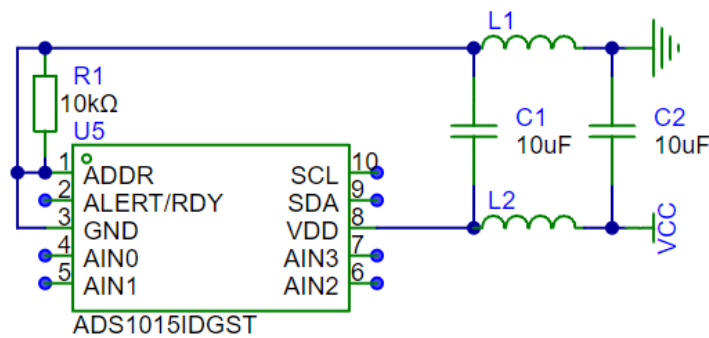 L1
R1
10kΩ
U5
C1
10uF
C2
10uF
1
ADDR
SCL
10
2
ALERT/RDY
SDA
9
3
GND
VDD
8
L2
4
AIN0
AIN3
7
5
AIN1
AIN2
6
VCC
ADS1015IDGST